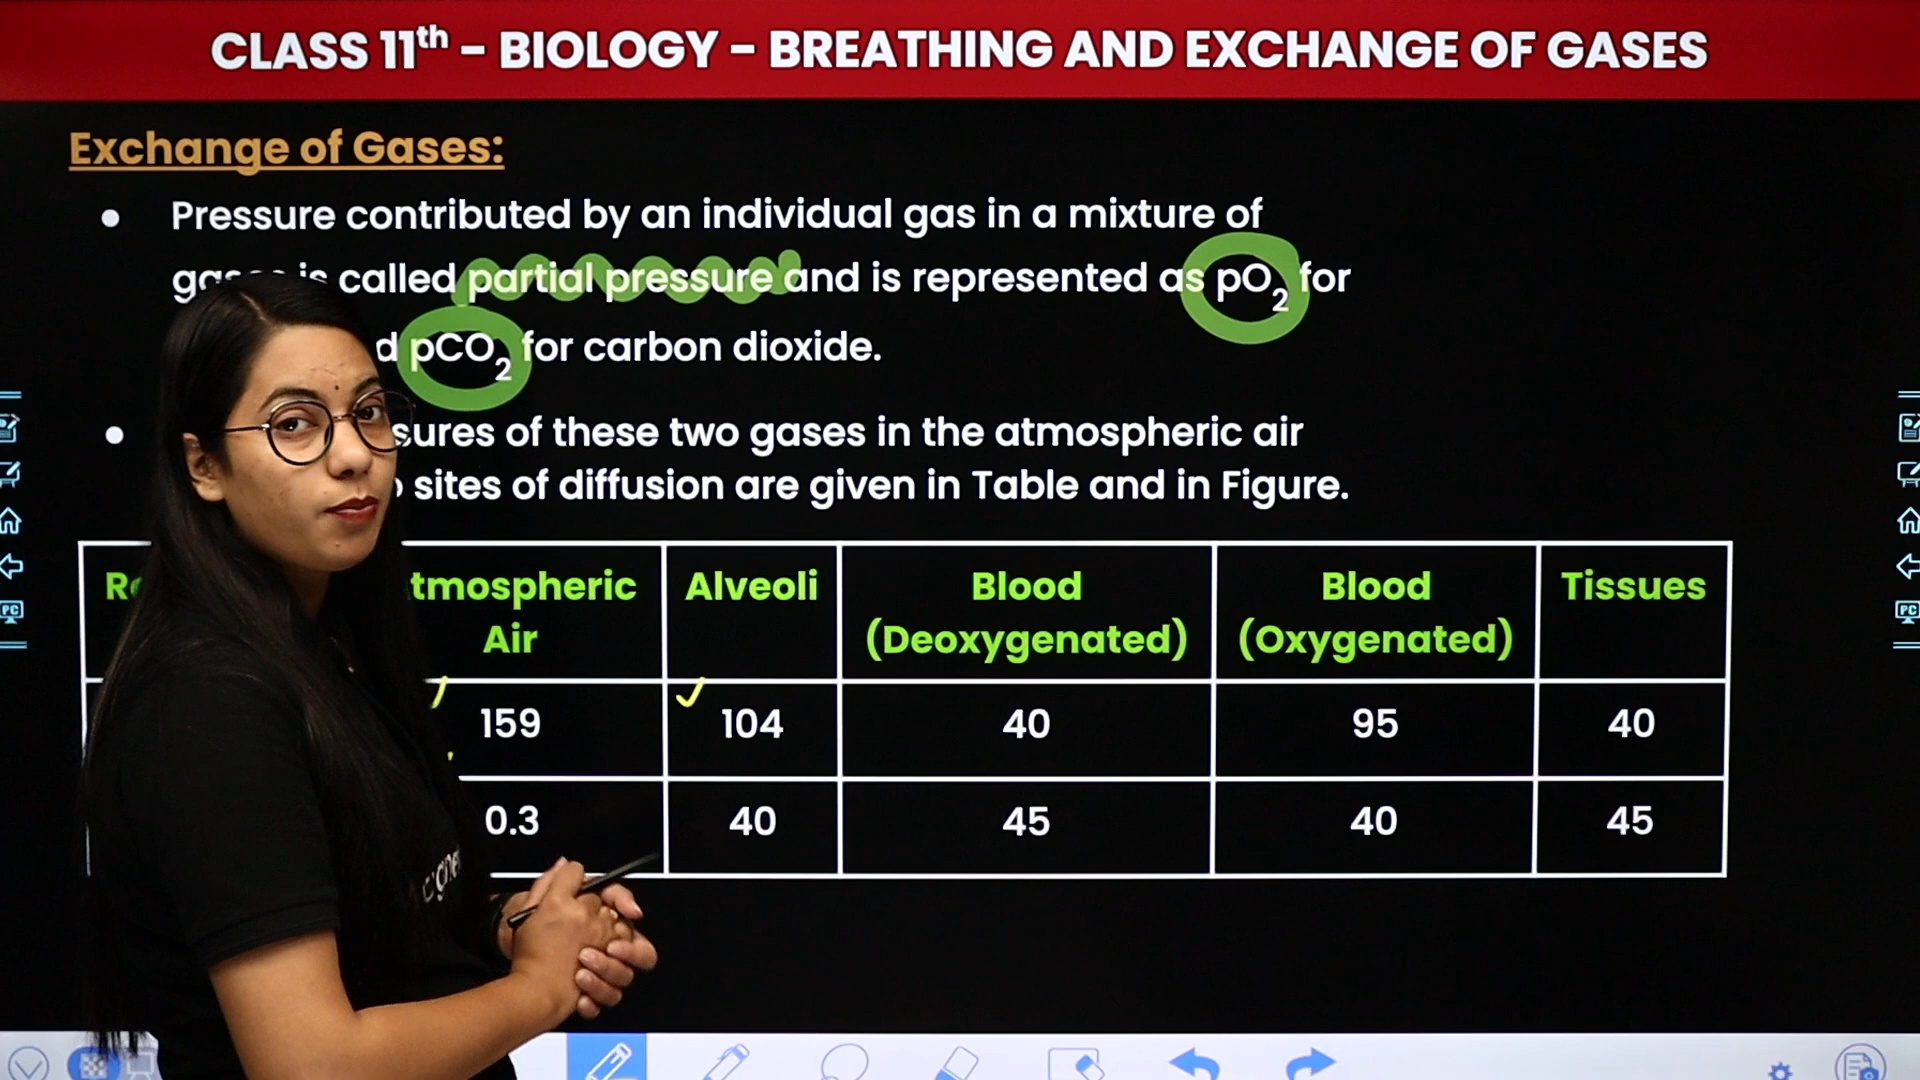 CLASS 11th - BIOLOGY - BREATHING AND EXCHANGE OF GASES
Exchange of Gases:
• Pressure contributed by an individual gas in a mixture of
is called partial pressure and is represented as pO2 for
pCO2 for carbon dioxide.
• sures of these two gases in the atmospheric air
sites of diffusion are given in Table and in Figure.
tmospheric Air Alveoli Blood (Deoxygenated) Blood (Oxygenated) Tissues
159 104 40 95 40
0.3 40 45 40 45
PC PC